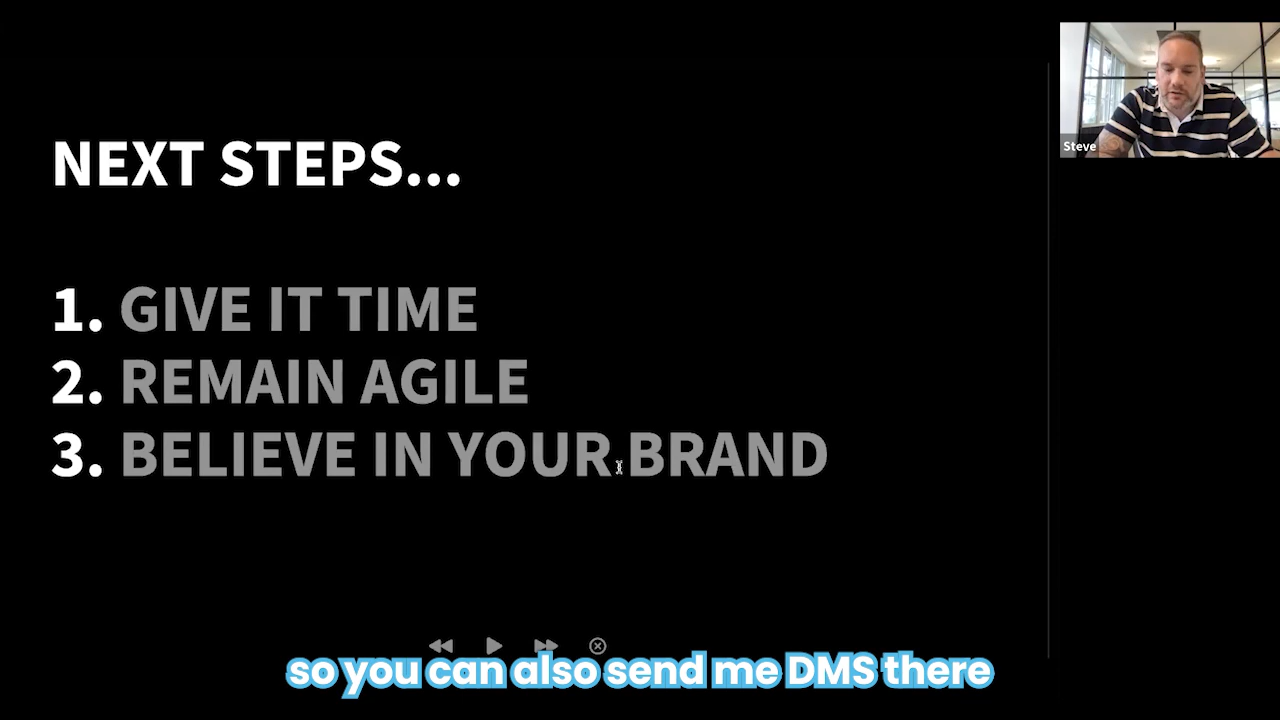 NEXT STEPS...
1. GIVE IT TIME
2. REMAIN AGILE
3. BELIEVE IN YOUR BRAND
Steve
so you can also send me DMS there